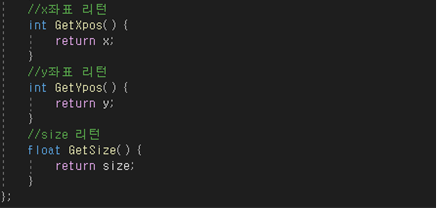 //x좌표 리턴
int GetXpos() {
return x;
}
//y좌표 리턴
int GetYpos() {
return y;
}
//size 리턴
float GetSize() {
return size;
}
};